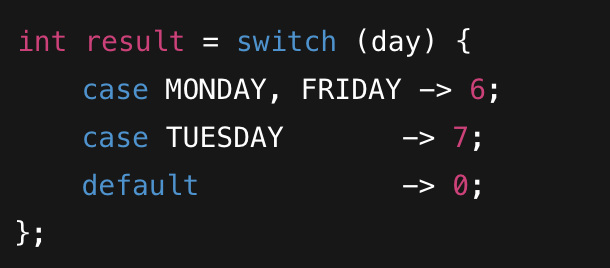 int result = switch (day) {
    case MONDAY, FRIDAY -> 6;
    case TUESDAY       -> 7;
    default            -> 0;
};